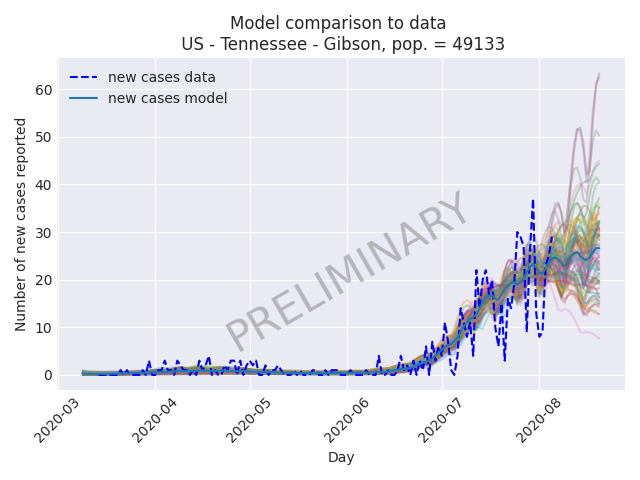 Model comparison to data
US - Tennessee - Gibson, pop. = 49133
new cases data
new cases model
Number of new cases reported
60
50
40
30
20
10
0
PRELIMINARY
2020-03
2020-04
2020-05
2020-06
2020-07
2020-08
Day